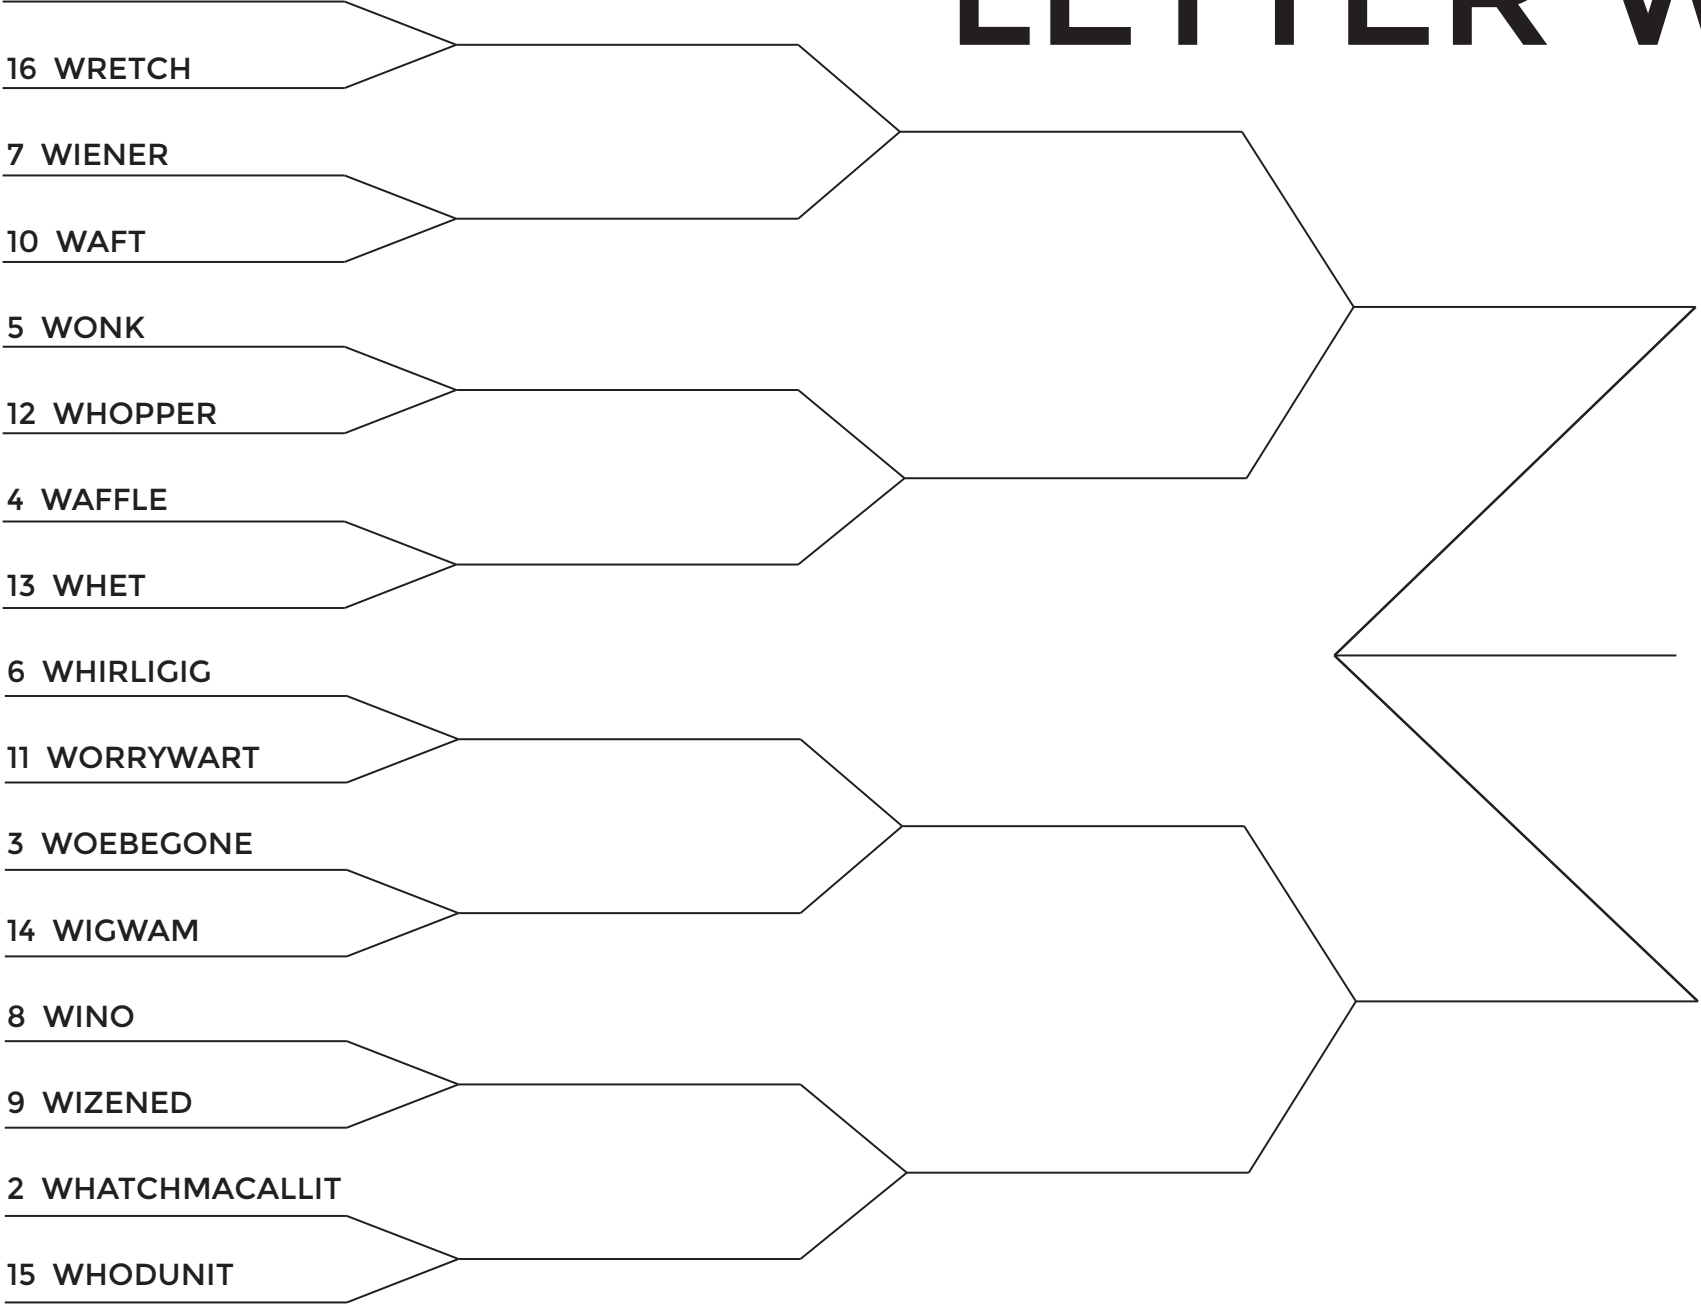 LETTER W
16 WRETCH
7 WIENER
10 WAFT
5 WONK
12 WHOPPER
4 WAFFLE
13 WHET
6 WHIRLIGIG
11 WORRYWART
3 WOEBEGONE
14 WIGWAM
8 WINO
9 WIZENED
2 WHATCHMACALLIT
15 WHODUNIT